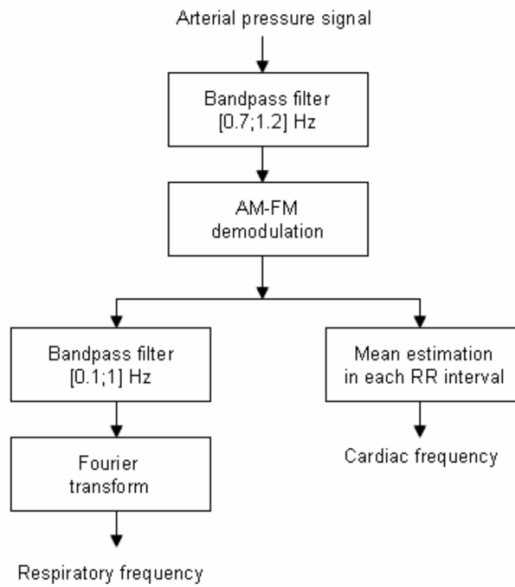 Arterial pressure signal
Bandpass filter
[0.7;1.2] Hz
AM-FM
demodulation
Bandpass filter
[0.1;1] Hz
Mean estimation
in each RR interval
Fourier
transform
Cardiac frequency
Respiratory frequency